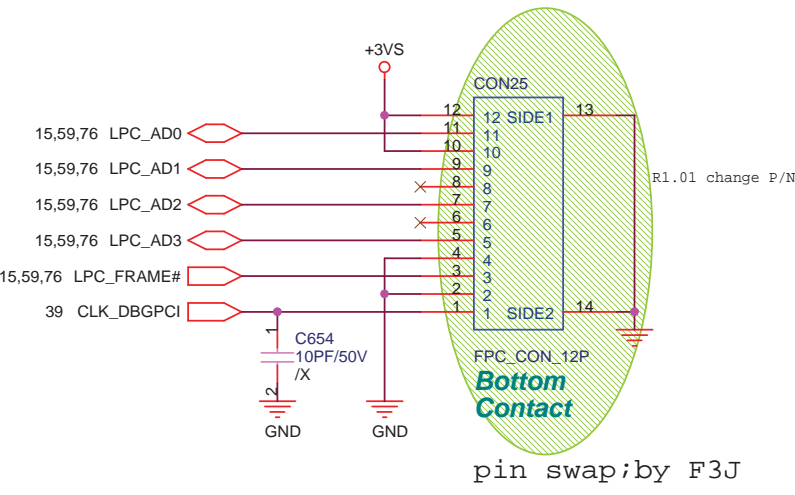 +3VS
CON25
12 12 SIDE1 13
15,59,76 LPC_AD0 11 11
10 10
15,59,76 LPC_AD1 9 9
R1.01 change P/N
8 8
15,59,76 LPC_AD2 7 7
6 6
15,59,76 LPC_AD3 5 5
4 4
15,59,76 LPC_FRAME# 3 3
2 2
39 CLK_DBGPCI 1 1 SIDE2 14
1
C654
10PF/50V
/X
2
FPC_CON_12P
Bottom
Contact
GND
GND
pin swap;by F3J